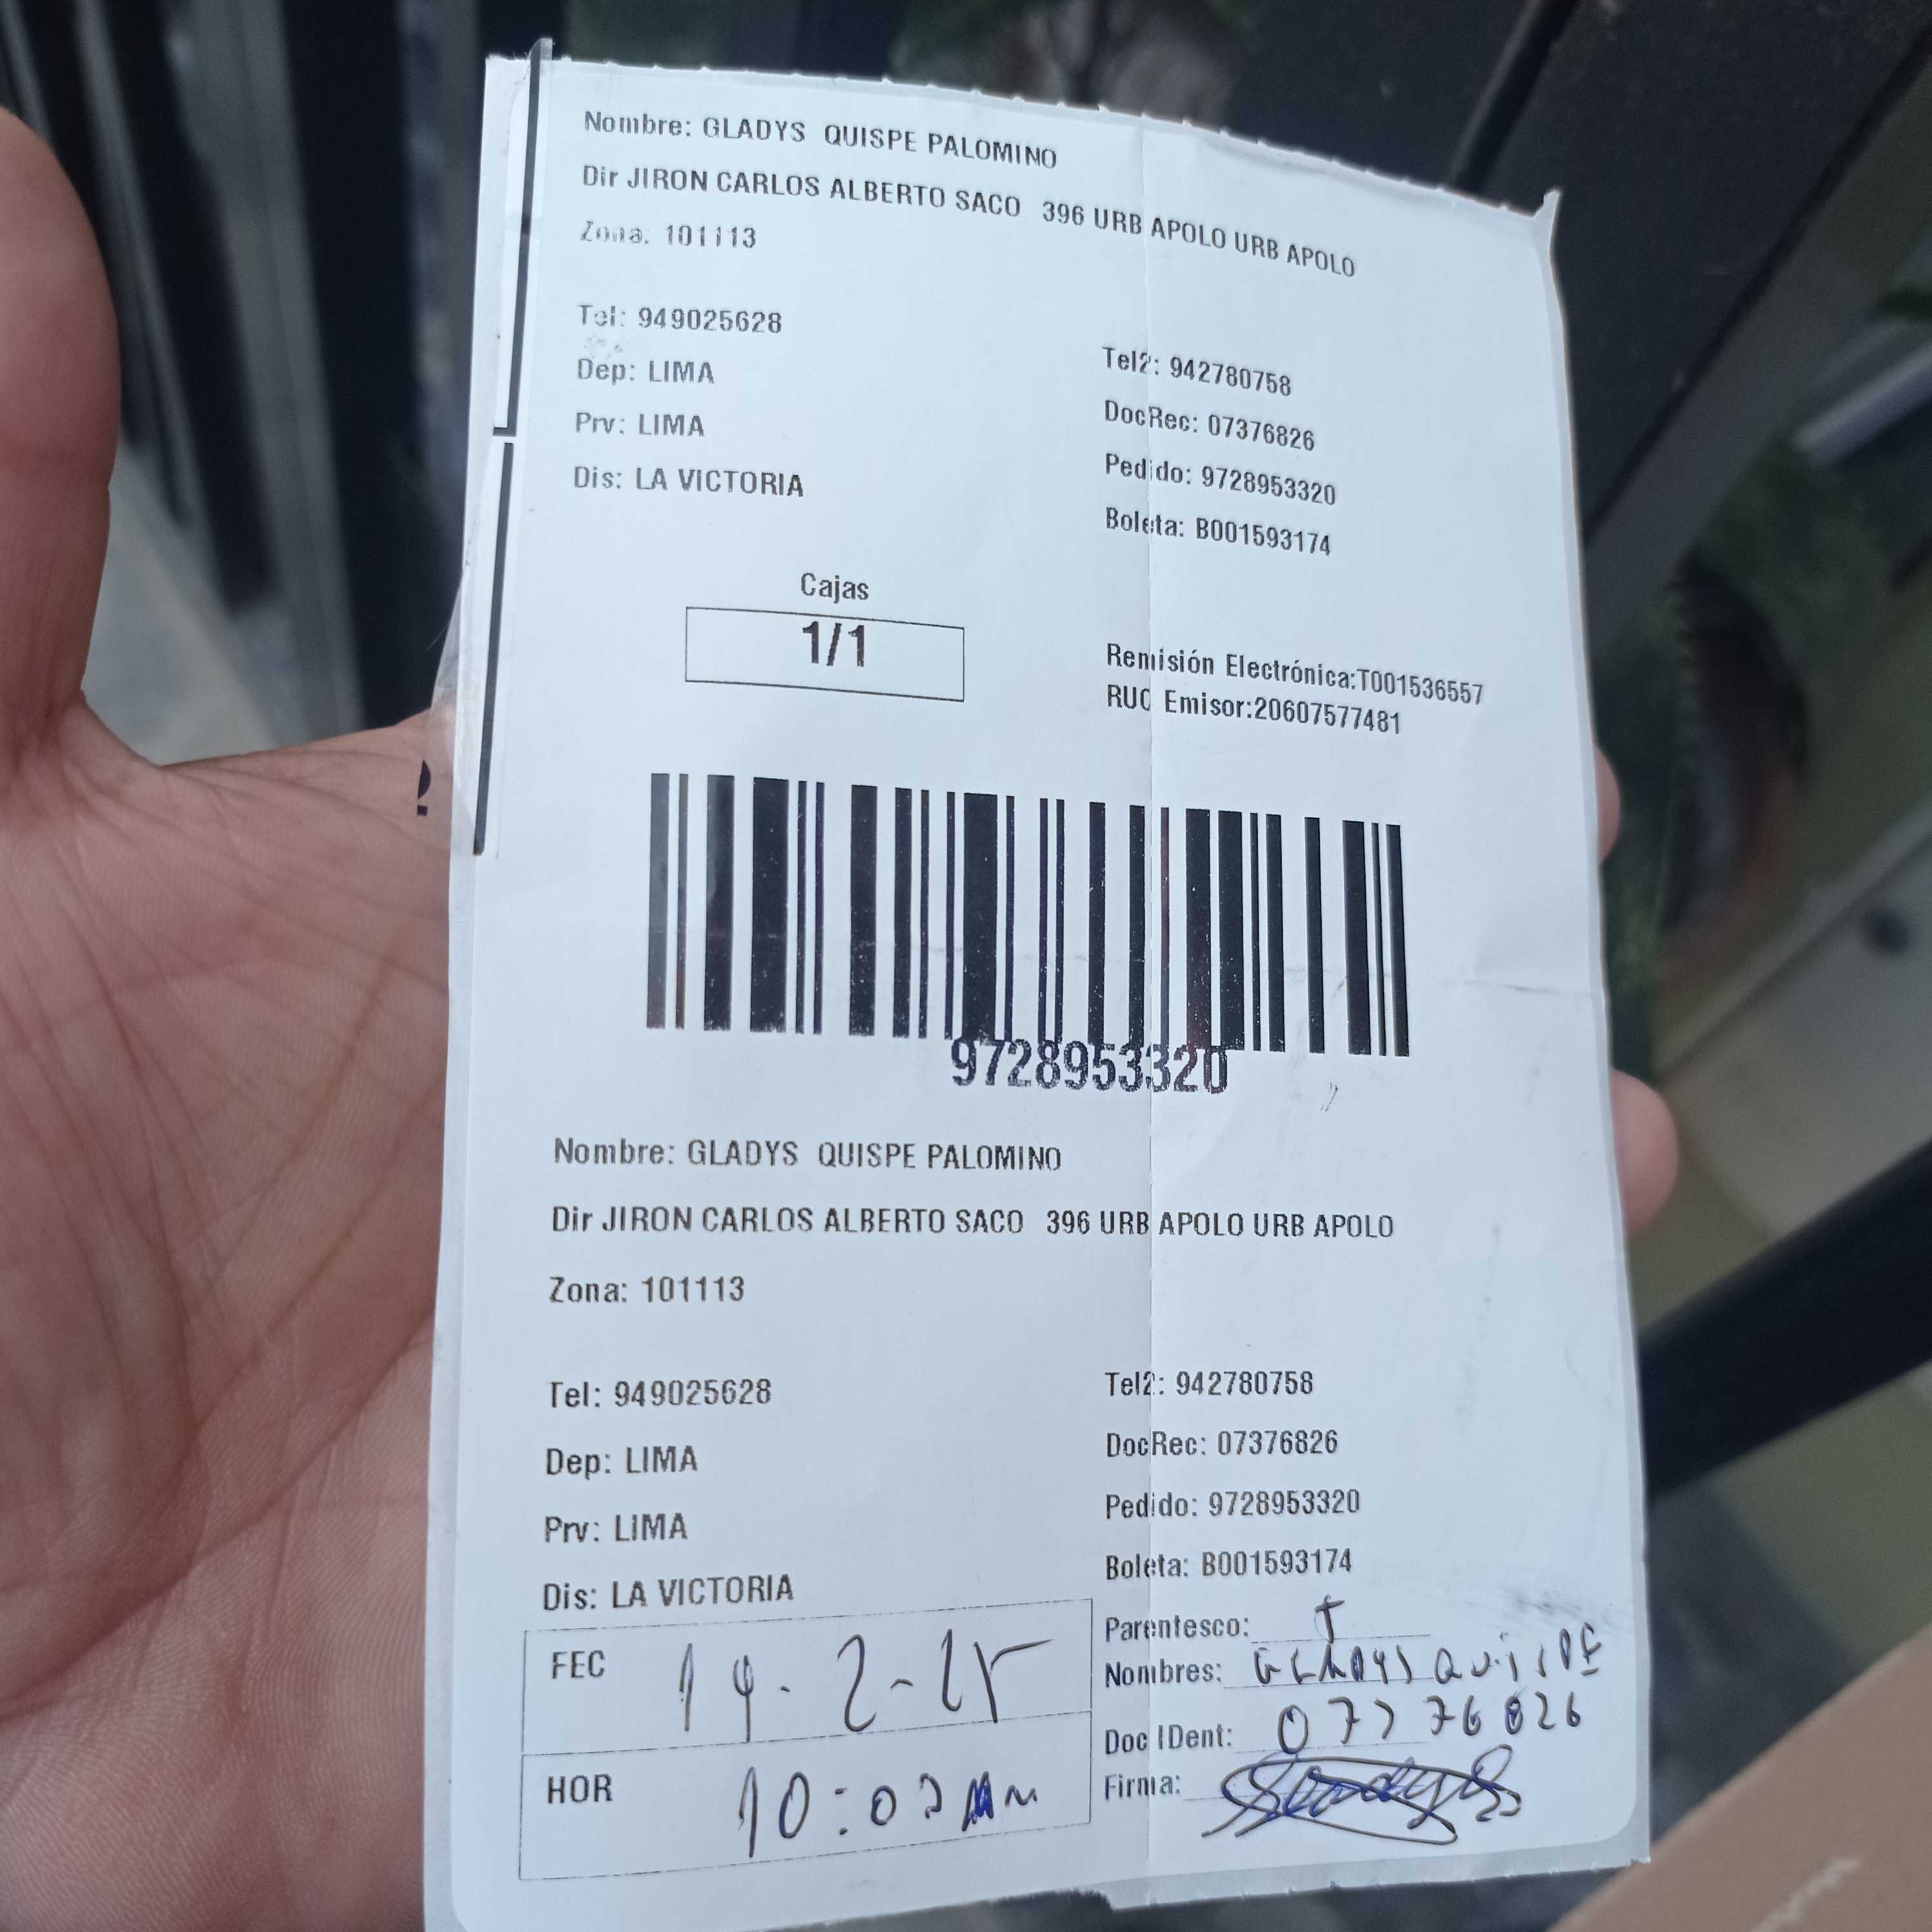 Nombre: GLADYS QUISPE PALOMINO
Dir JIRON CARLOS ALBERTO SACO 396 URB APOLO URB APOLO
Zona. 101113
Tel: 949025628
Tel2: 942780758
Dep: LIMA
DocRec: 07376826
Prv: LIMA
Pedido: 9728953320
Dis: LA VICTORIA
Boleta: B001593174
Cajas
1/1
Remisión Electrónica:T001536557
RUC Emisor:20607577481
9728953320
Nombre: GLADYS QUISPE PALOMINO
Dir JIRON CARLOS ALBERTO SACO 396 URB APOLO URB APOLO
Zona: 101113
Tel: 949025628
Tel2: 942780758
Dep: LIMA
DocRec: 07376826
Prv: LIMA
Pedido: 9728953320
Dis: LA VICTORIA
Boleta: B001593174
Parentesco:
FEC 14-2-25
Nombres: GLADYS QUISPE
Doc IDent:
HOR
Firma: